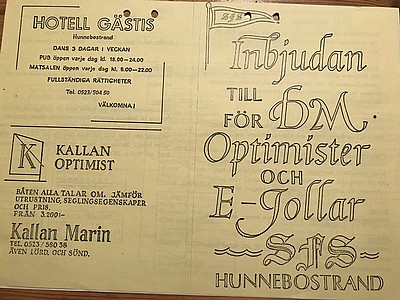 HOTELL GÄSTIS
Hunnebostrand
DANS 3 DAGAR I VECKAN
PUB öppen varje dag kl. 18.00-24.00
MATSALEN öppen varje dag kl. 8.00-22.00
FULLSTÄNDIGA RÄTTIGHETER
Tel. 0523/504 50
VÄLKOMNA!
K
KALLAN
OPTIMIST
BÅTEN ALLA TALAR OM. JÄMFÖR
UTRUSTNING, SEGLINGSEGENSKAPER
OCH PRIS.
FRÅN 3.200:-
Kallan Marin
TEL. 0523/580 38
ÄVEN LÖRD. OCH SÖND.
SFS
Inbjudan
TILL
FÖR DM
Optimister
OCH
E-Jollar
SFS
HUNNEBOSTRAND